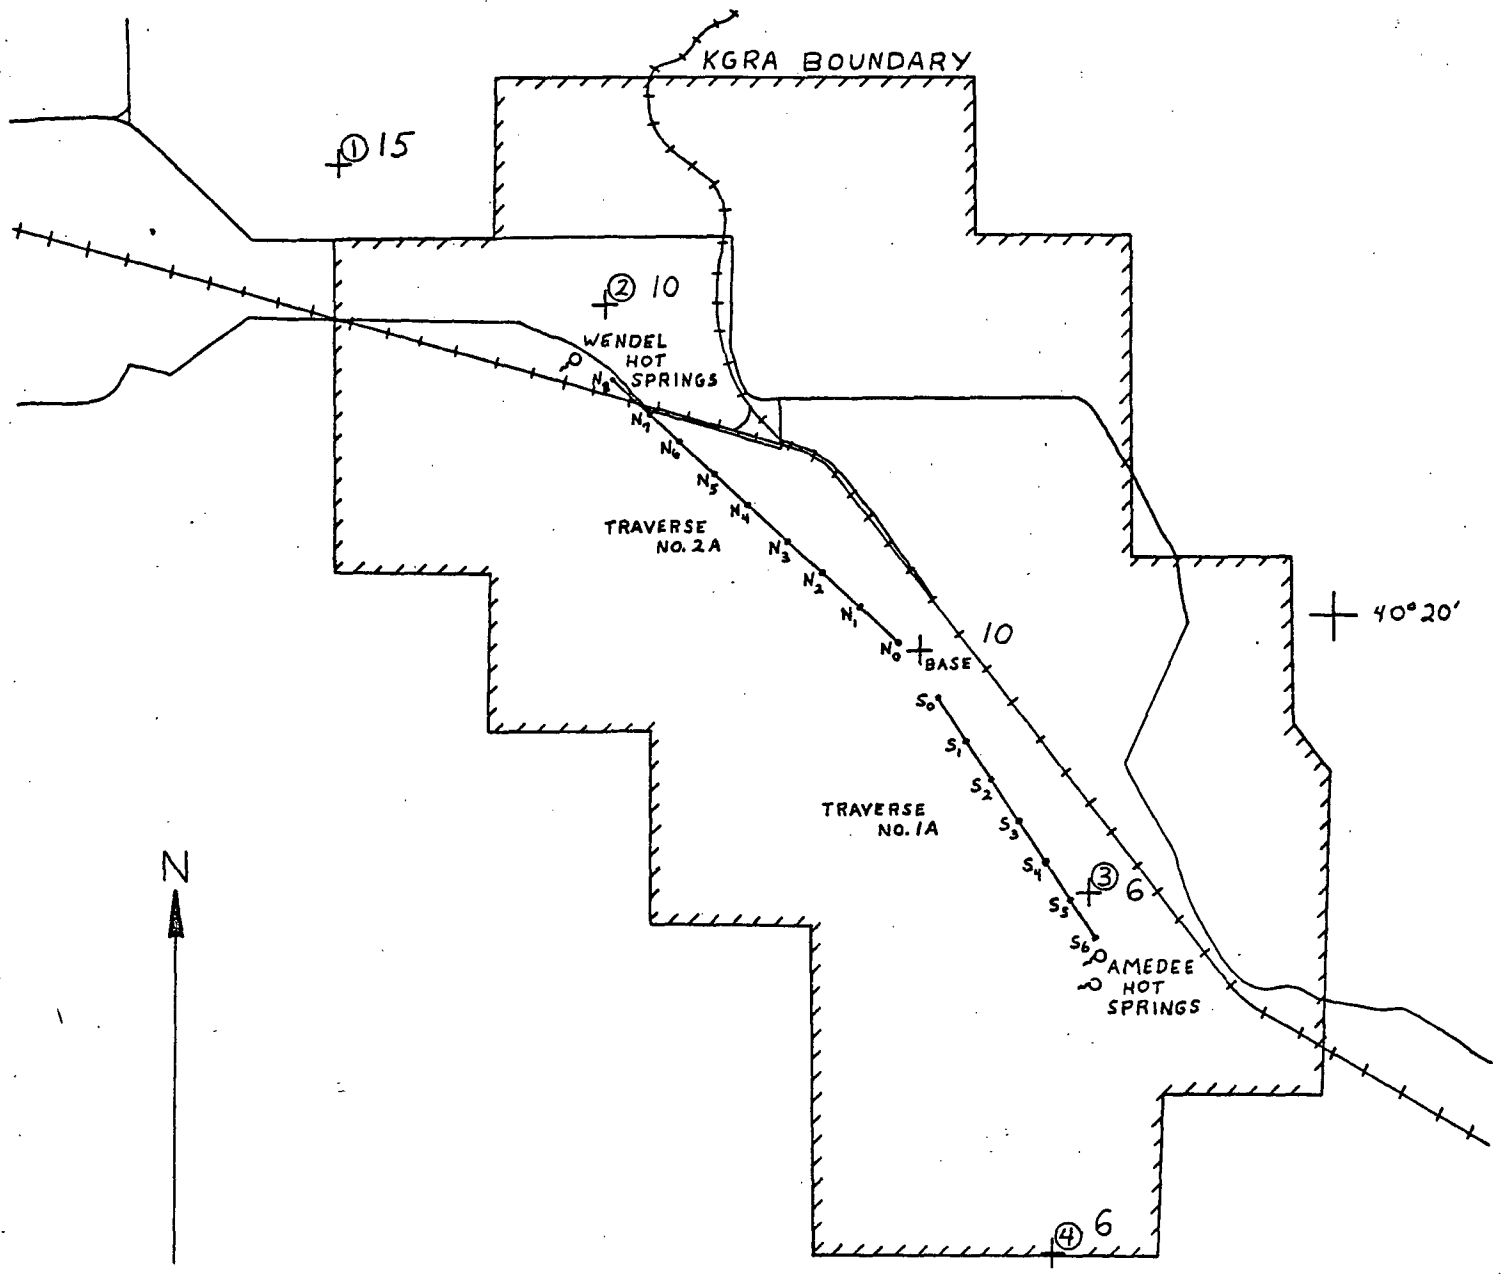 KGRA BOUNDARY
① 15
② 10
WENDEL
HOT
SPRINGS
N₈
N₇
N₆
N₅
N₄
TRAVERSE
NO. 2A
N₃
N₂
N₁
40°20'
10
N₀
BASE
S₀
S₁
S₂
TRAVERSE
NO. 1A
S₃
S₄
③ 6
S₅
S₆
N
AMEDEE
HOT
SPRINGS
④ 6